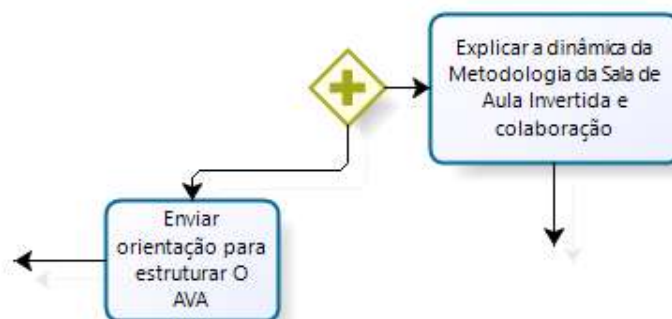 Explicar a dinâmica da
Metodologia da Sala de
Aula Invertida e
colaboração
Enviar
orientação para
estruturar O
AVA